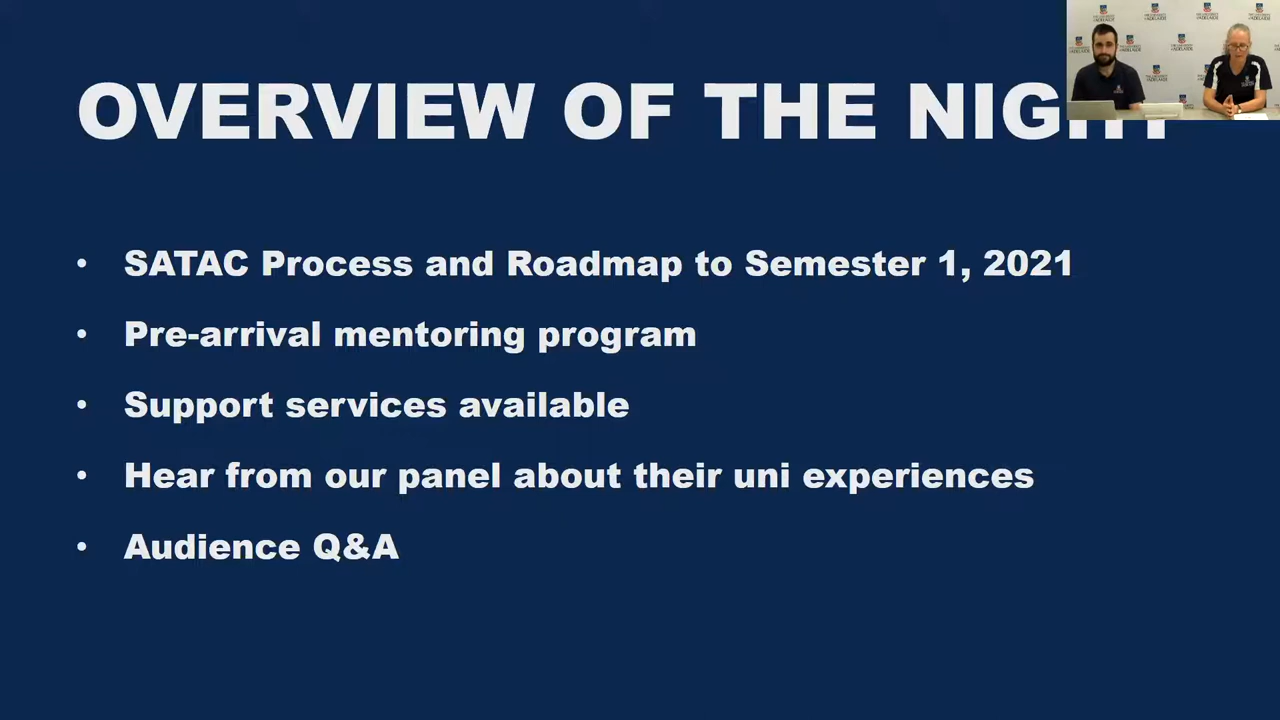 OVERVIEW OF THE NIGHT
• SATAC Process and Roadmap to Semester 1, 2021
• Pre-arrival mentoring program
• Support services available
• Hear from our panel about their uni experiences
• Audience Q&A